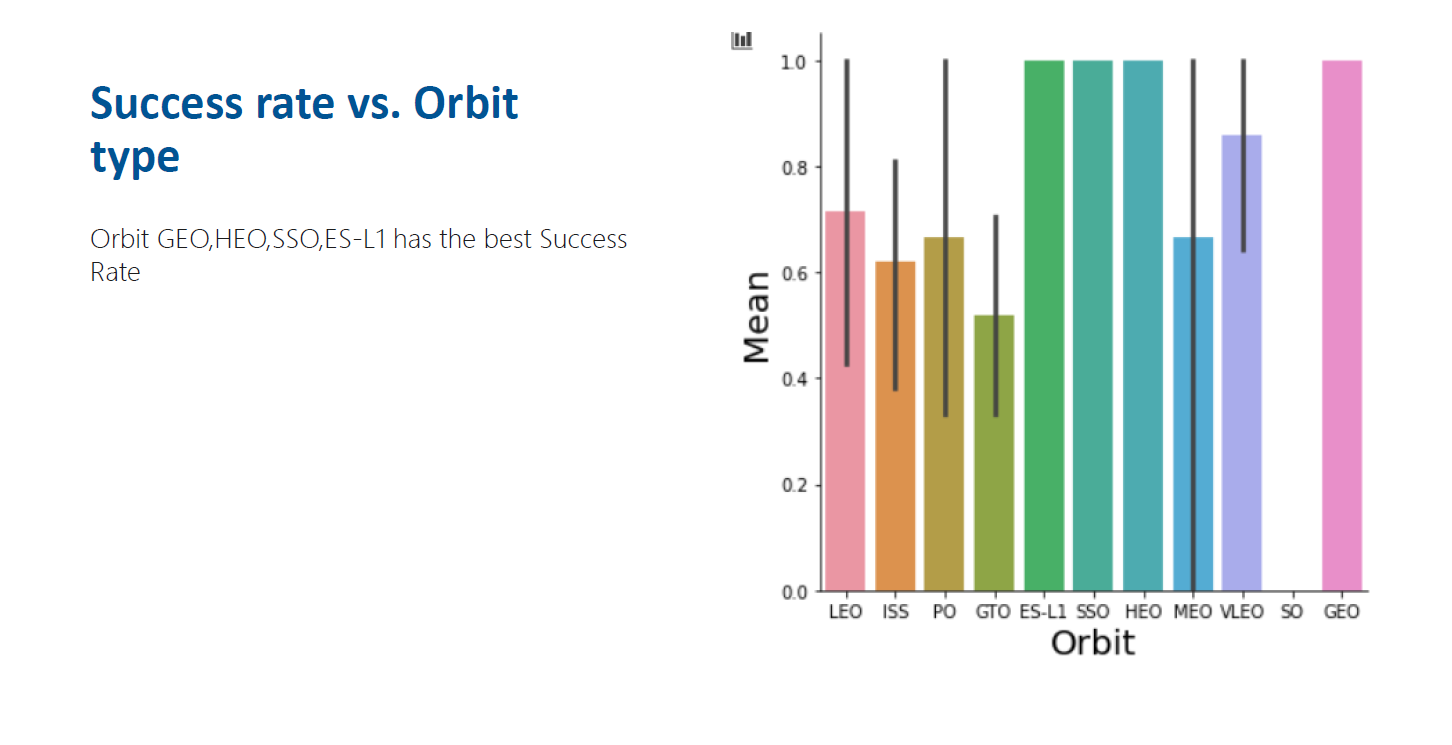 Success rate vs. Orbit
type
Orbit GEO,HEO,SSO,ES-L1 has the best Success
Rate
1.0
0.8
0.6
0.4
0.2
0.0
Mean
LEO ISS PO GTO ES-L1 SSO HEO MEO VLEO SO GEO
Orbit